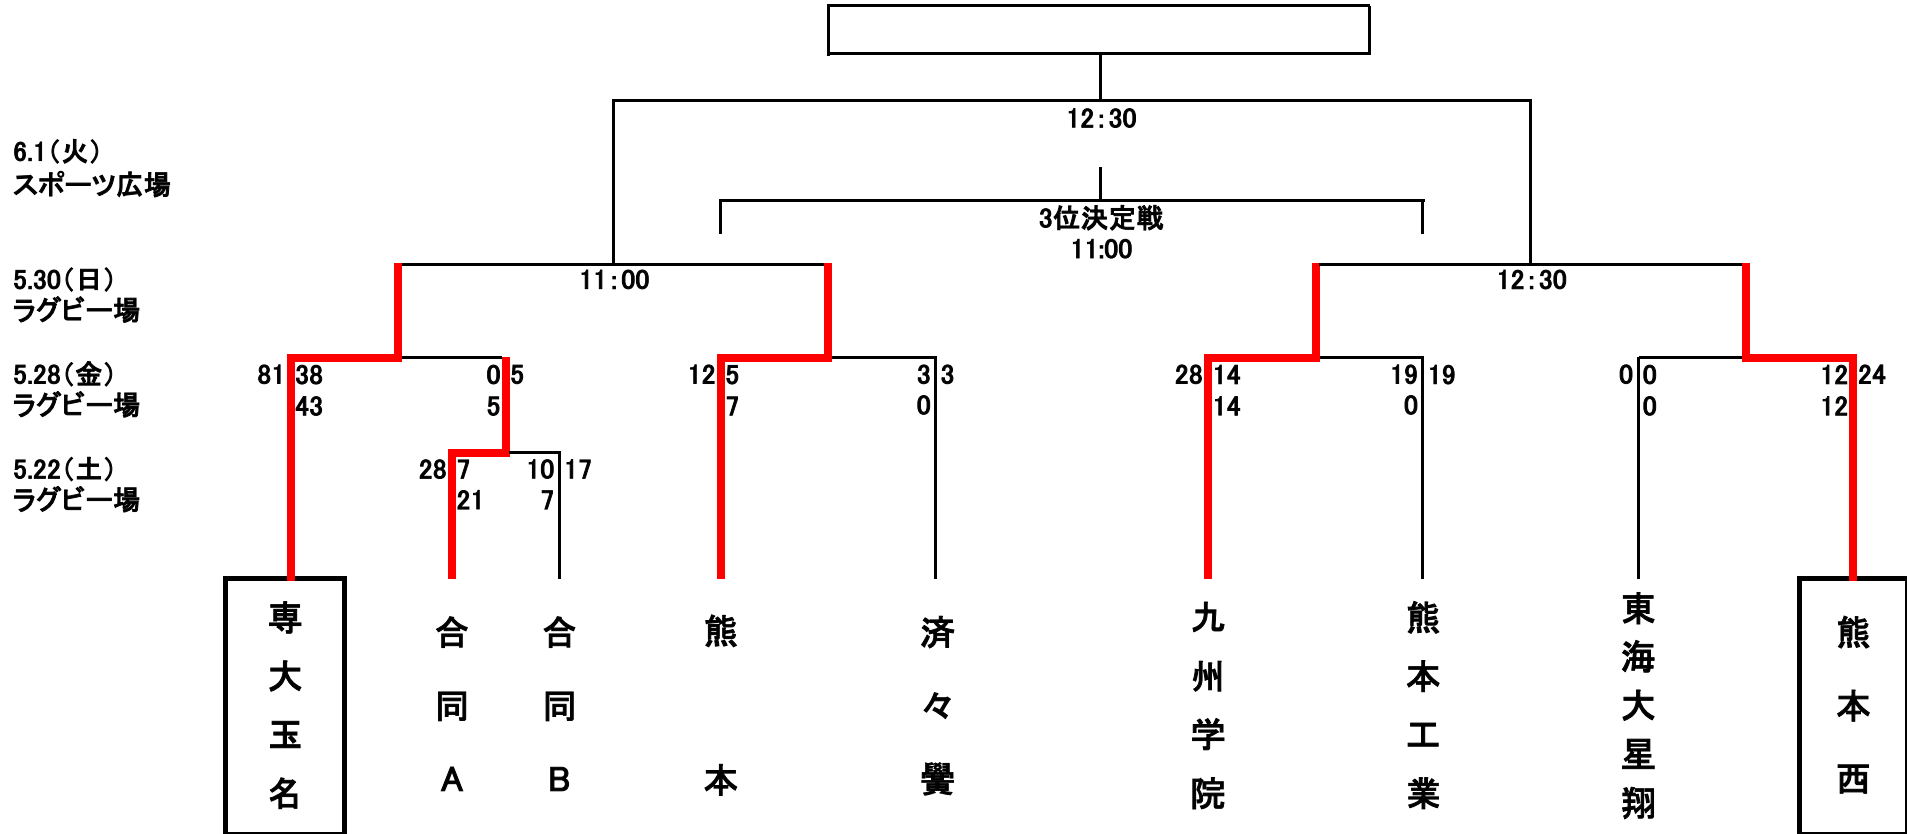 12:30
6.1(火)
スポーツ広場
3位決定戦
11:00
5.30(日)
ラグビー場
11:00
12:30
5.28(金)
ラグビー場
81 38 0 5 12 5 3 3 28 14 19 19 0 0 12 24
43 5 7 0 14 0 0 12
5.22(土)
ラグビー場
28 7 10 17
21 7
専大玉名
合同A
合同B
熊本
済々黌
九州学院
熊本工業
東海大星翔
熊本西